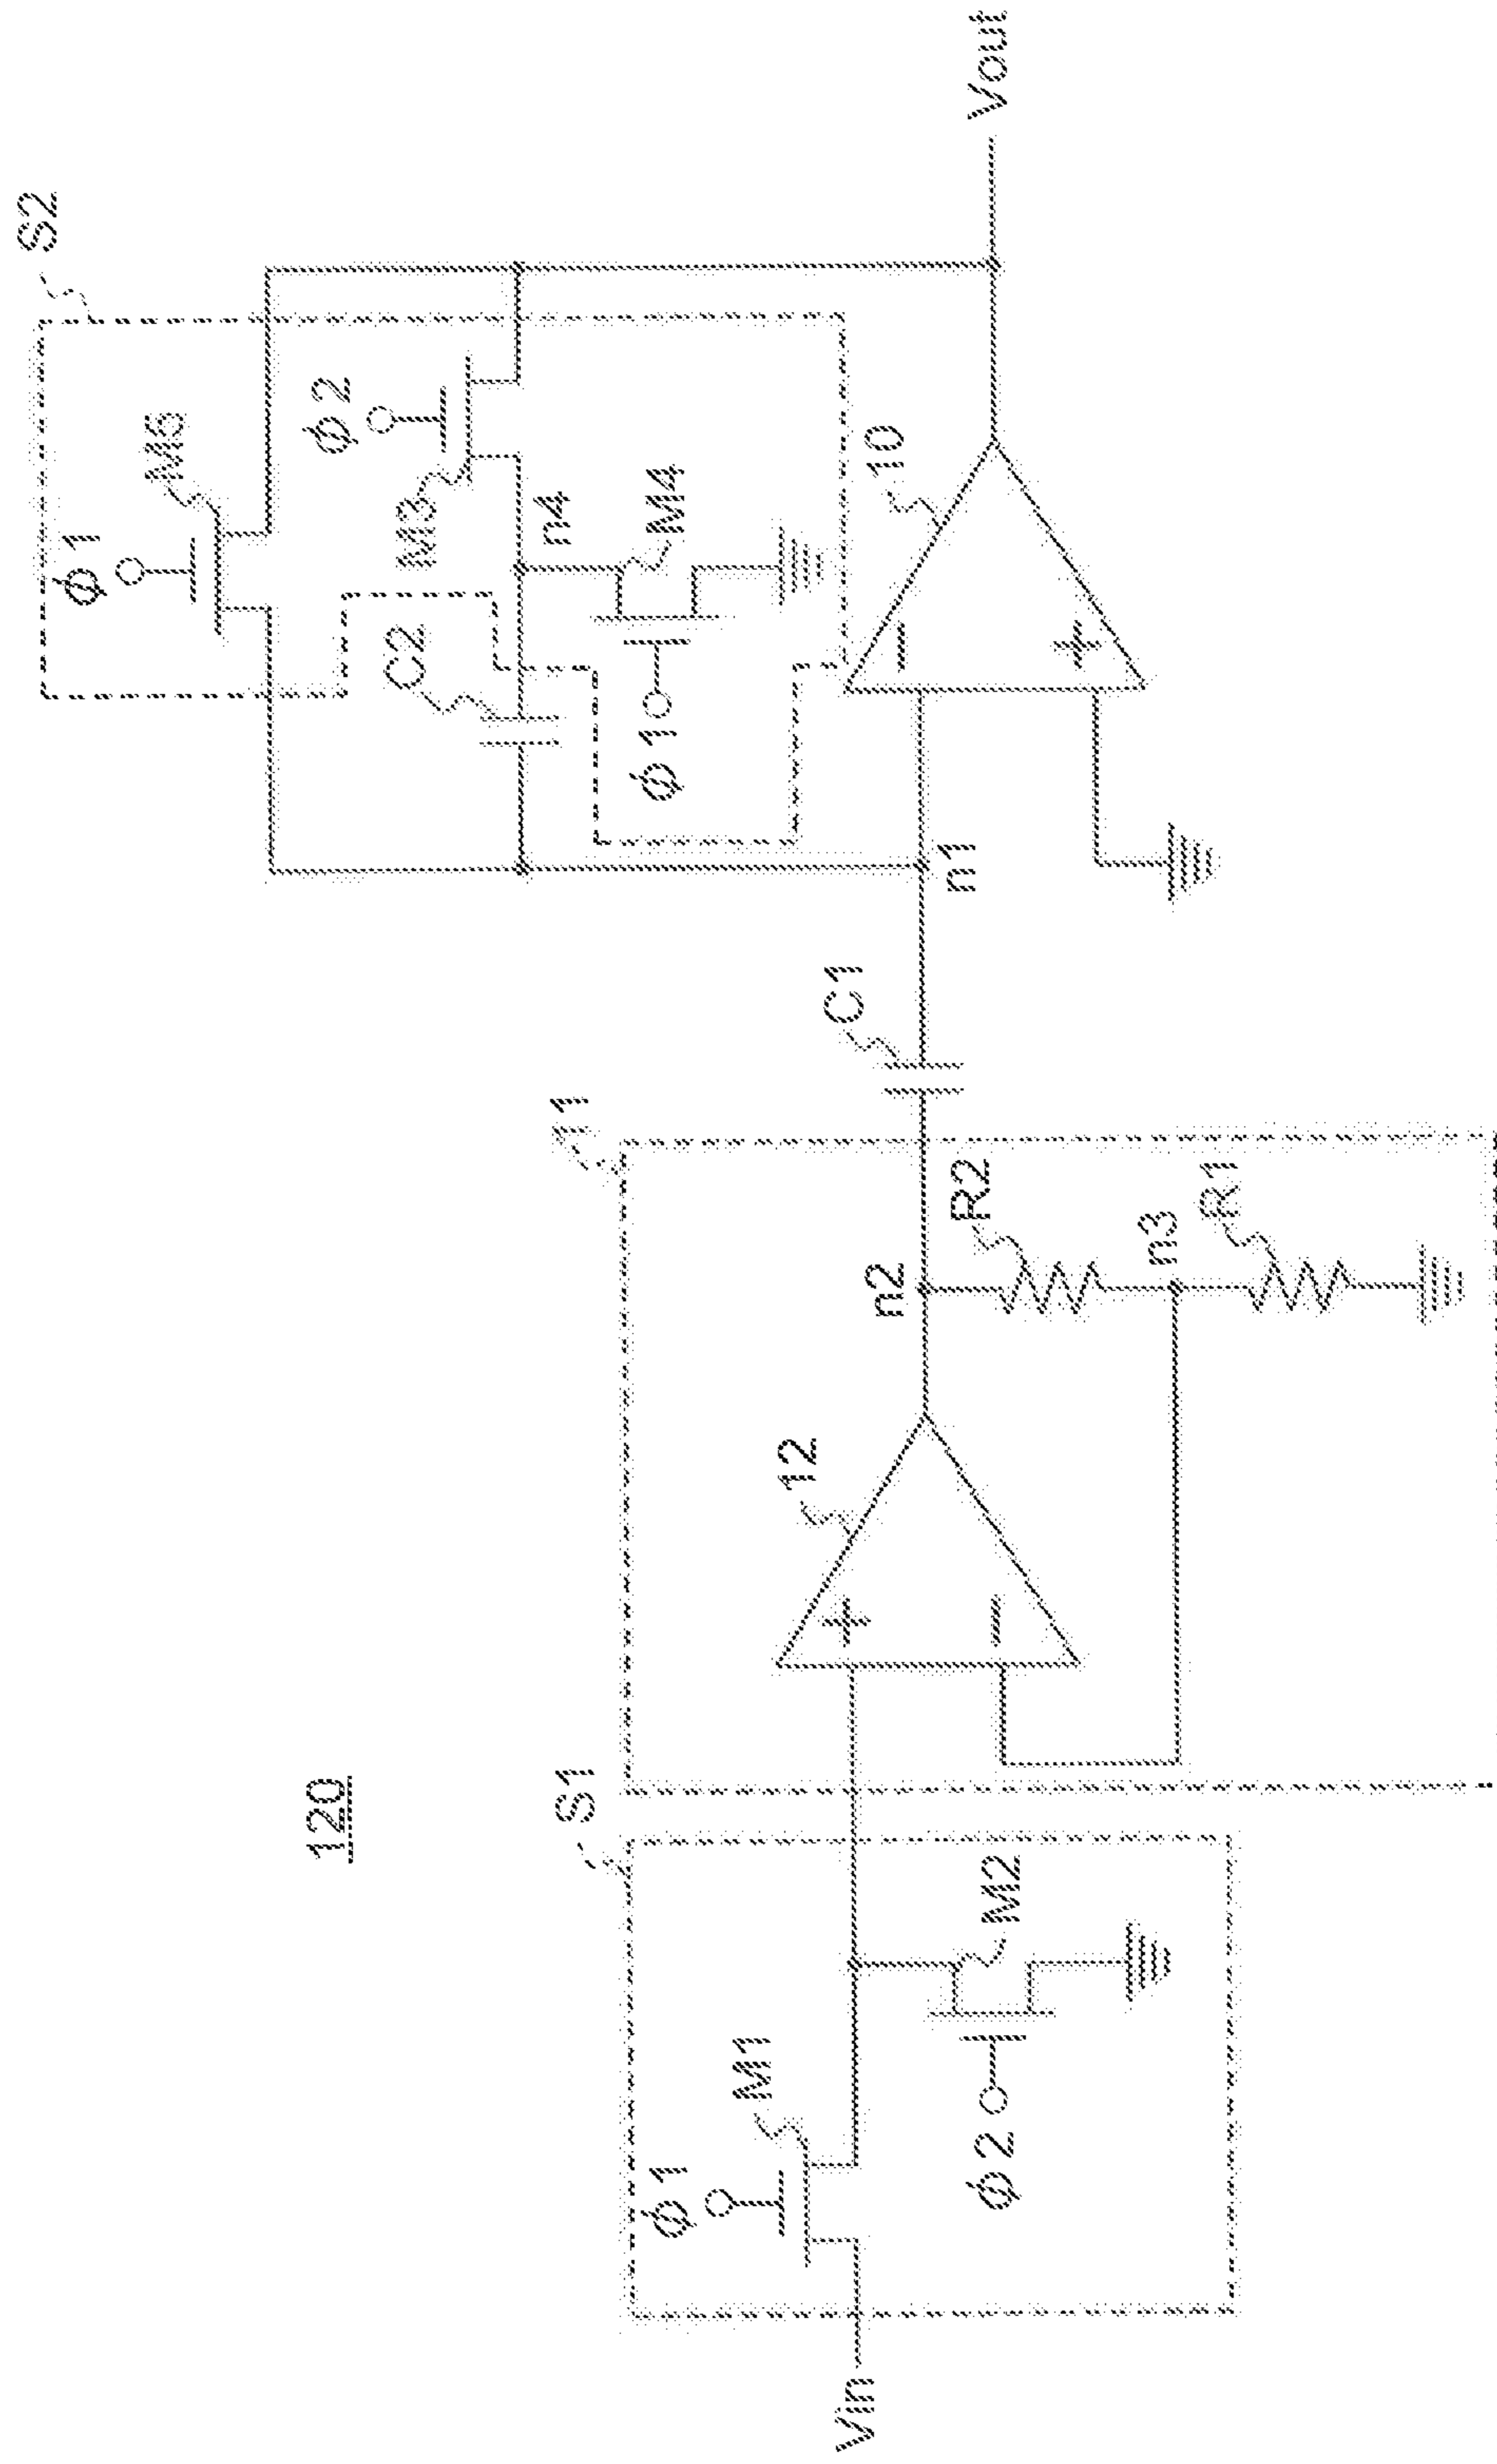 120
S2
ϕ1
M5
ϕ2
M3
C2
n4
M4
ϕ1
10
−
+
Vout
n1
C1
A1
12
+
−
n2
R2
n3
R1
S1
ϕ1
M1
M2
ϕ2
Vin